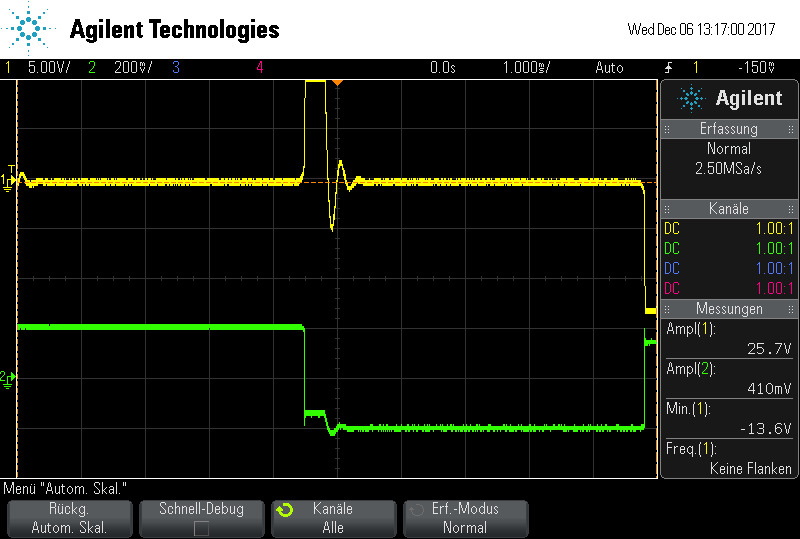 Agilent Technologies
Wed Dec 06 13:17:00 2017
1 5.00V/ 2 200mV/ 3 4 0.0s 1.000ms/ Auto 1 -150mV
Agilent
Erfassung
Normal
2.50MSa/s
Kanäle
DC 1.00:1
DC 1.00:1
DC 1.00:1
DC 1.00:1
Messungen
Ampl(1):
25.7V
Ampl(2):
410mV
Min.(1):
-13.6V
Freq.(1):
Keine Flanken
T
1
2
Menü "Autom. Skal."
Rückg.
Autom. Skal.
Schnell-Debug
Kanäle
Alle
Erf.-Modus
Normal